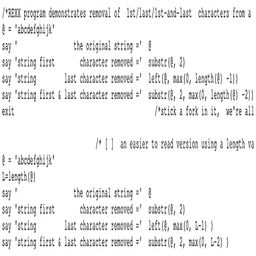 /*REXX program demonstrates removal of  1st/last/1st-and-last  characters from a
@ = 'abcdefghijk'
say '                  the original string ='  @
say 'string first        character removed ='  substr(@, 2)
say 'string         last character removed ='  left(@, max(0, length(@) -1))
say 'string first & last character removed ='  substr(@, 2, max(0, length(@) -2))
exit                                         /*stick a fork in it,  we're all
/* [↓]  an easier to read version using a length va
@ = 'abcdefghijk'
L=length(@)
say '                  the original string ='  @
say 'string first        character removed ='  substr(@, 2)
say 'string         last character removed ='  left(@, max(0, L-1) )
say 'string first & last character removed ='  substr(@, 2, max(0, L-2) )